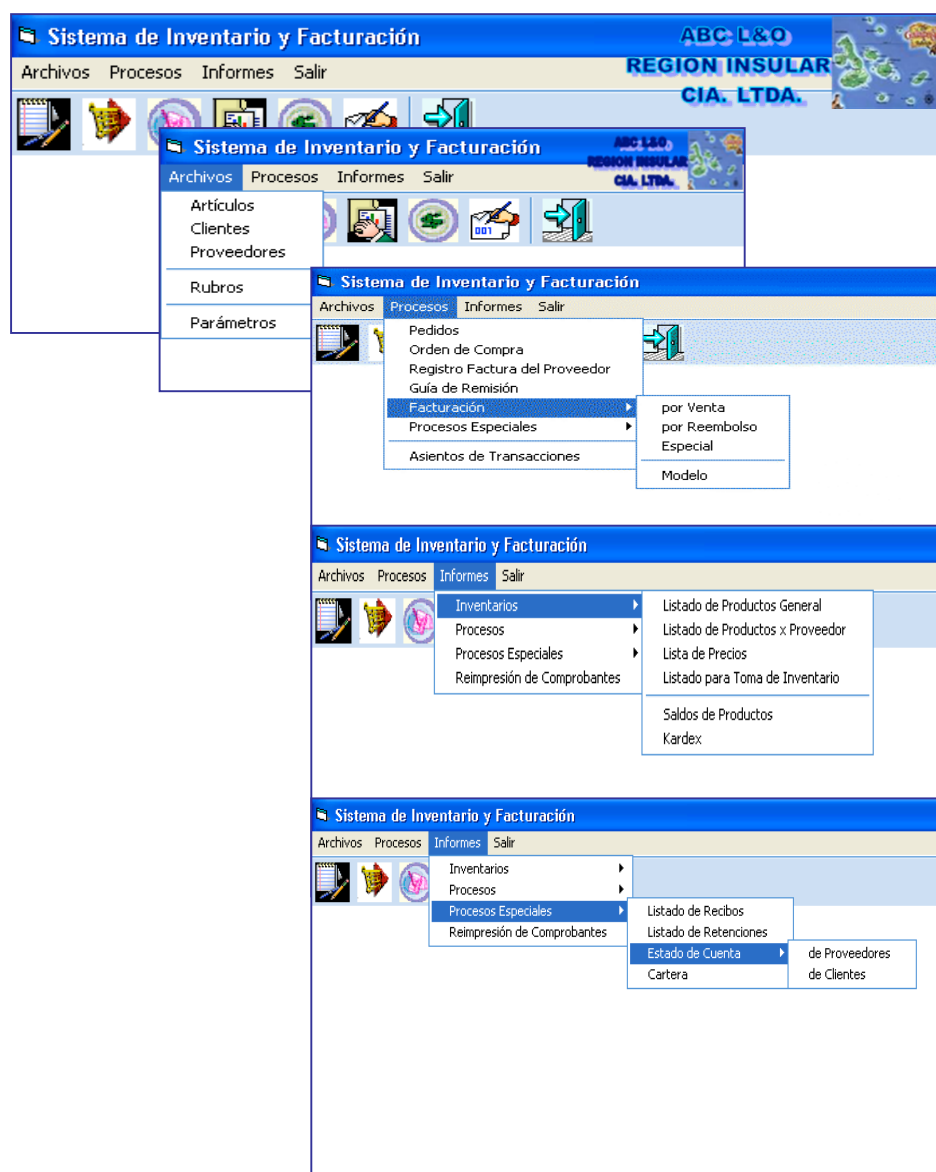 Sistema de Inventario y Facturación
ABC L&O
REGION INSULAR
CIA. LTDA.
Archivos Procesos Informes Salir
Sistema de Inventario y Facturación
ABC L&O
REGION INSULAR
CIA. LTDA.
Archivos Procesos Informes Salir
Artículos
Clientes
Proveedores
Rubros
Parámetros
001
Sistema de Inventario y Facturación
Archivos Procesos Informes Salir
Pedidos
Orden de Compra
Registro Factura del Proveedor
Guía de Remisión
Facturación
Procesos Especiales
Asientos de Transacciones
por Venta
por Reembolso
Especial
Modelo
Sistema de Inventario y Facturación
Archivos Procesos Informes Salir
Inventarios
Procesos
Procesos Especiales
Reimpresión de Comprobantes
Listado de Productos General
Listado de Productos x Proveedor
Lista de Precios
Listado para Toma de Inventario
Saldos de Productos
Kardex
Sistema de Inventario y Facturación
Archivos Procesos Informes Salir
Inventarios
Procesos
Procesos Especiales
Reimpresión de Comprobantes
Listado de Recibos
Listado de Retenciones
Estado de Cuenta
Cartera
de Proveedores
de Clientes